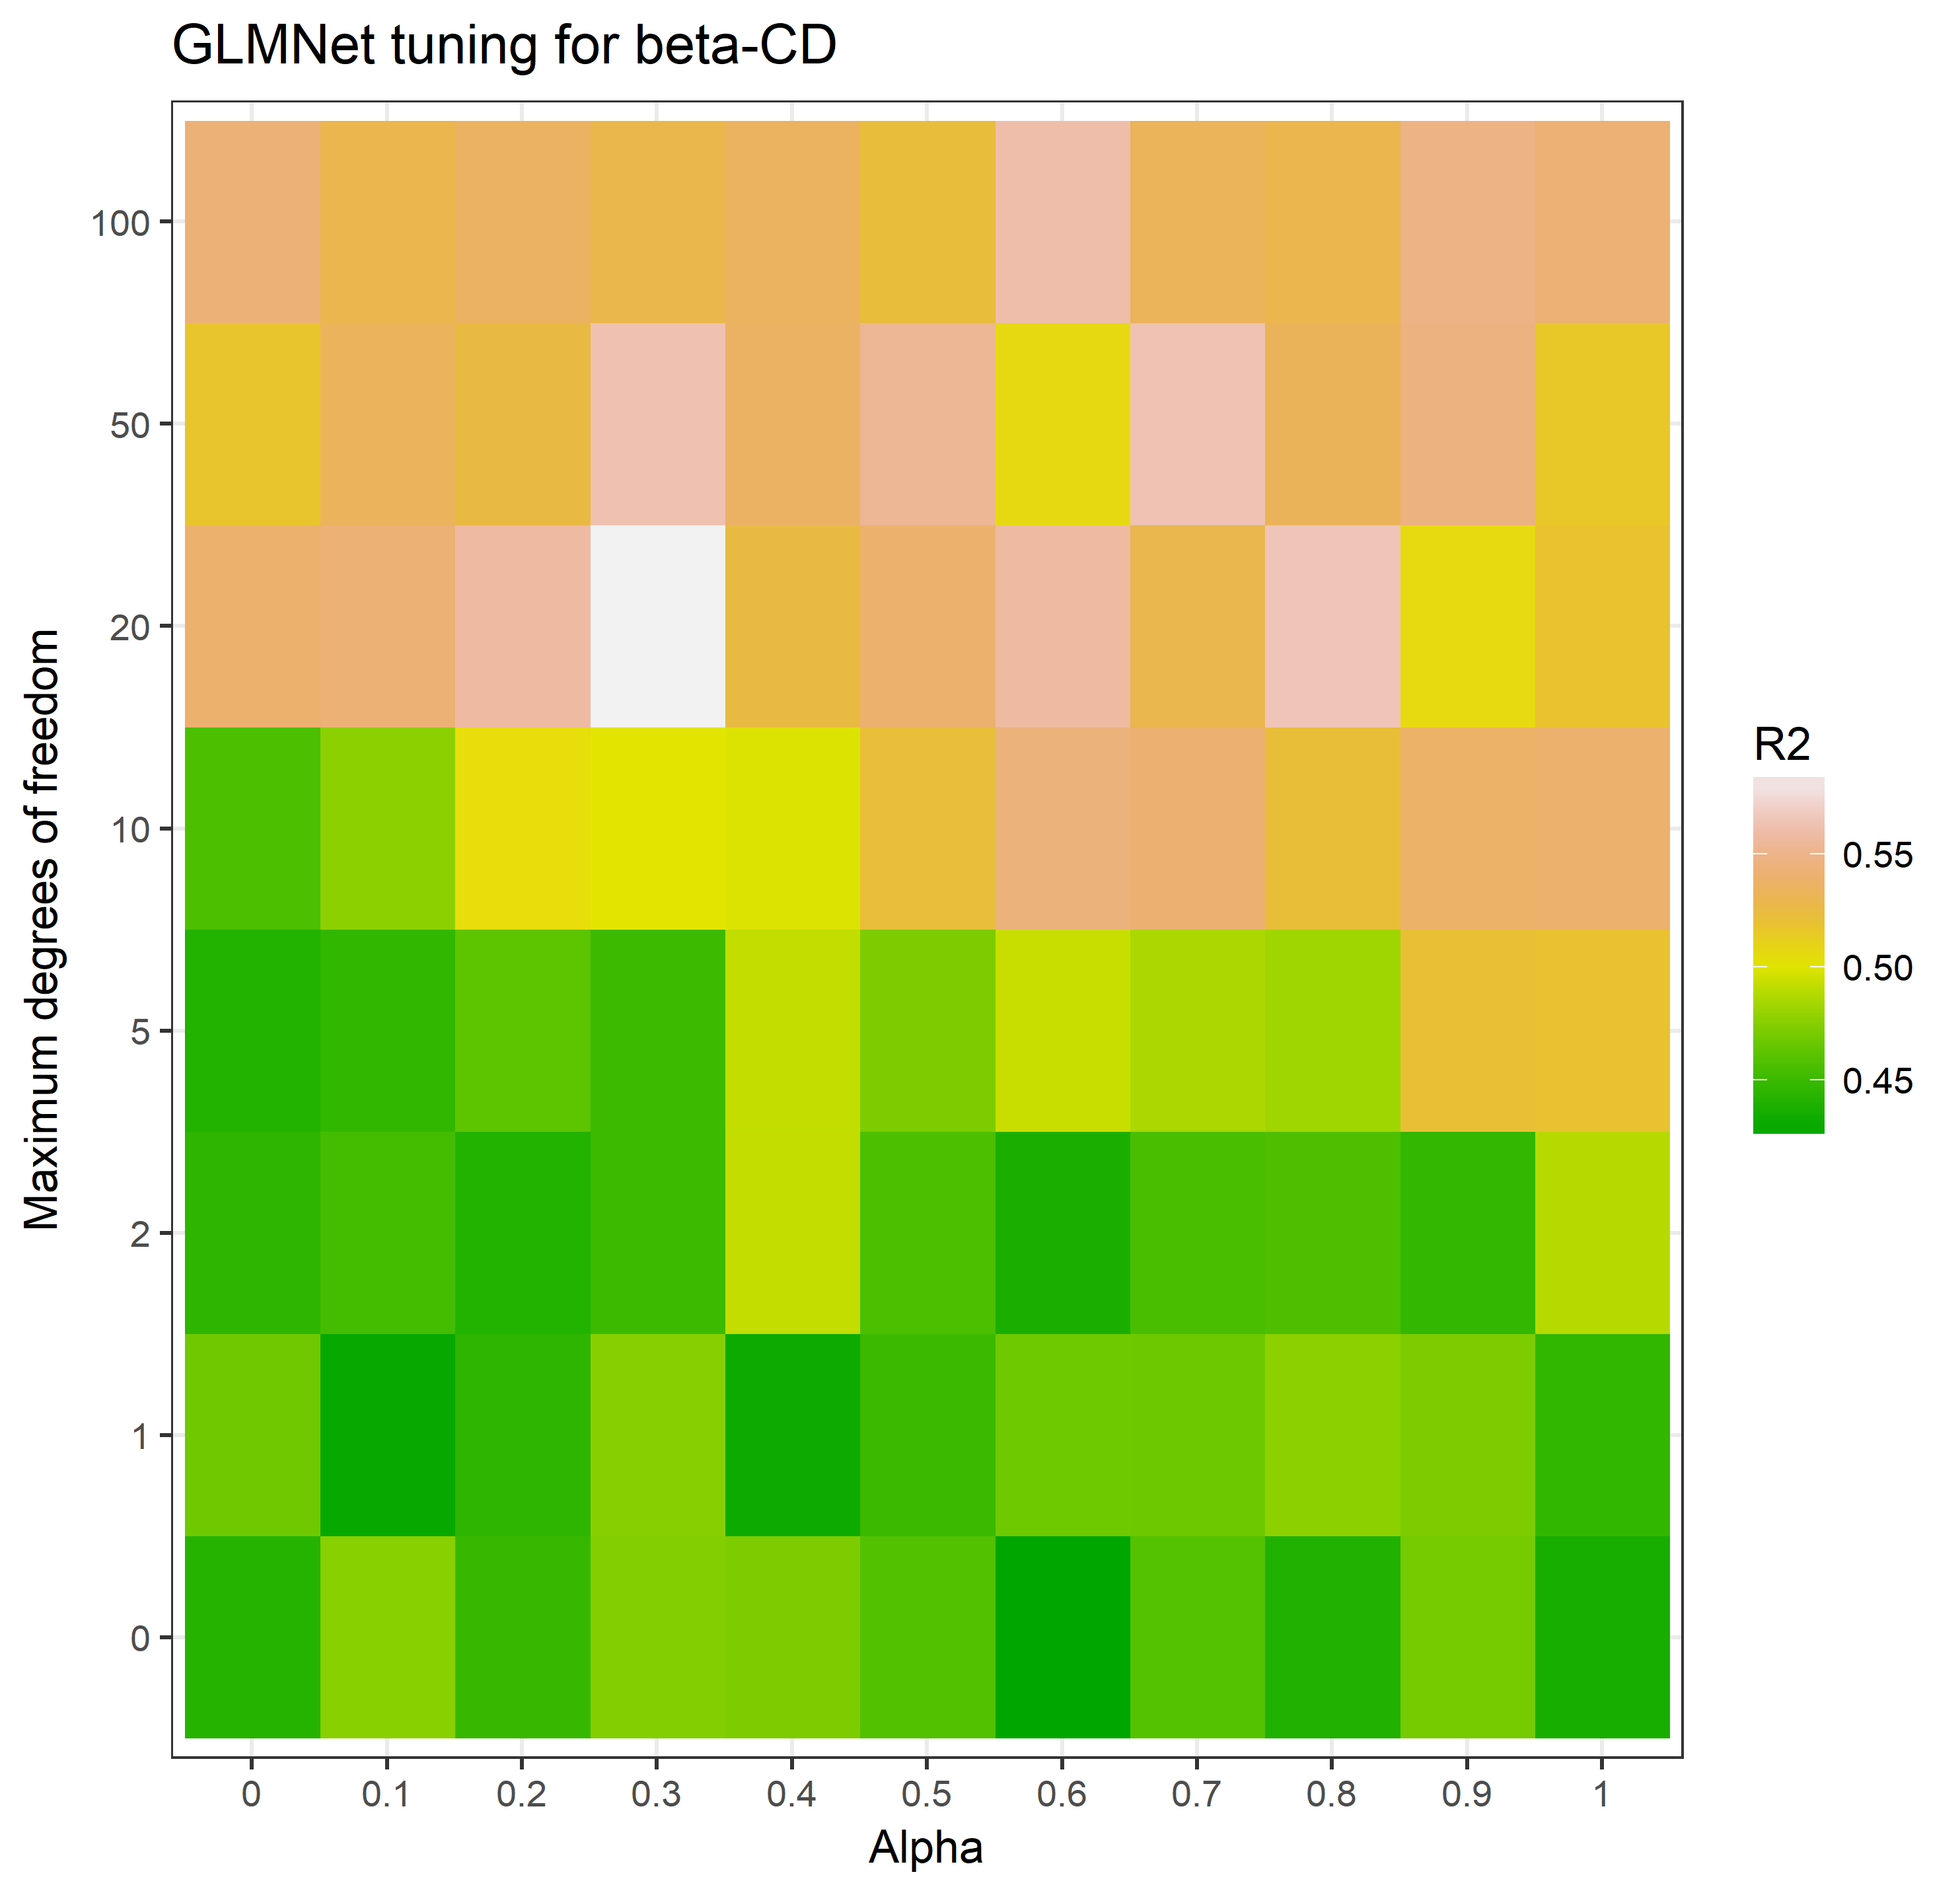 GLMNet tuning for beta-CD
Maximum degrees of freedom
100
50
20
10
5
2
1
0
0 0.1 0.2 0.3 0.4 0.5 0.6 0.7 0.8 0.9 1
Alpha
R2
0.55
0.50
0.45